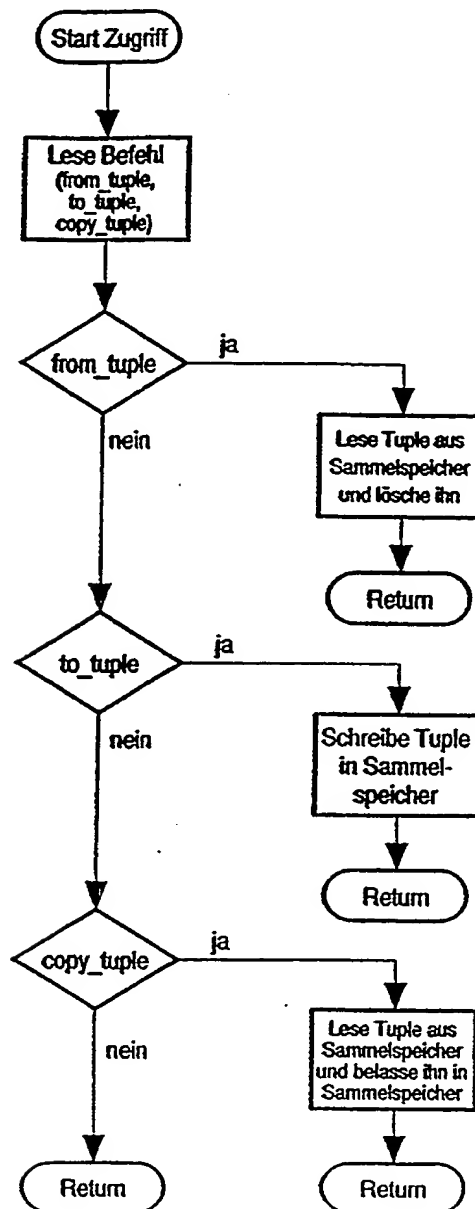 Start Zugriff
Lese Befehl
(from_tuple,
to_tuple,
copy_tuple)
from_tuple
ja
nein
Lese Tuple aus
Sammelspeicher
und lösche ihn
Return
to_tuple
ja
nein
Schreibe Tuple
in Sammel-
speicher
Return
copy_tuple
ja
nein
Lese Tuple aus
Sammelspeicher
und belasse ihn in
Sammelspeicher
Return
Return